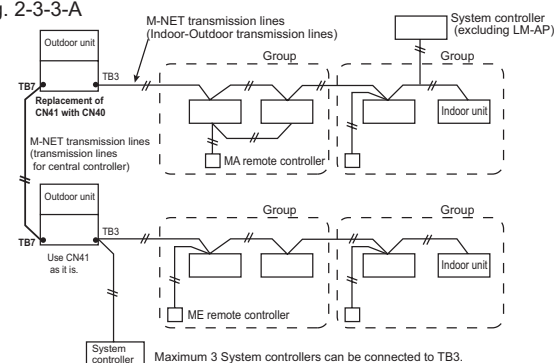 g. 2-3-3-A
M-NET transmission lines
(Indoor-Outdoor transmission lines)
System controller
(excluding LM-AP)
Outdoor unit
Group
Group
TB3
TB7
Replacement of
CN41 with CN40
Indoor unit
MA remote controller
M-NET transmission lines
(transmission lines
for central controller)
Outdoor unit
Group
Group
TB3
TB7
Use CN41
as it is.
Indoor unit
ME remote controller
System
controller
Maximum 3 System controllers can be connected to TB3.